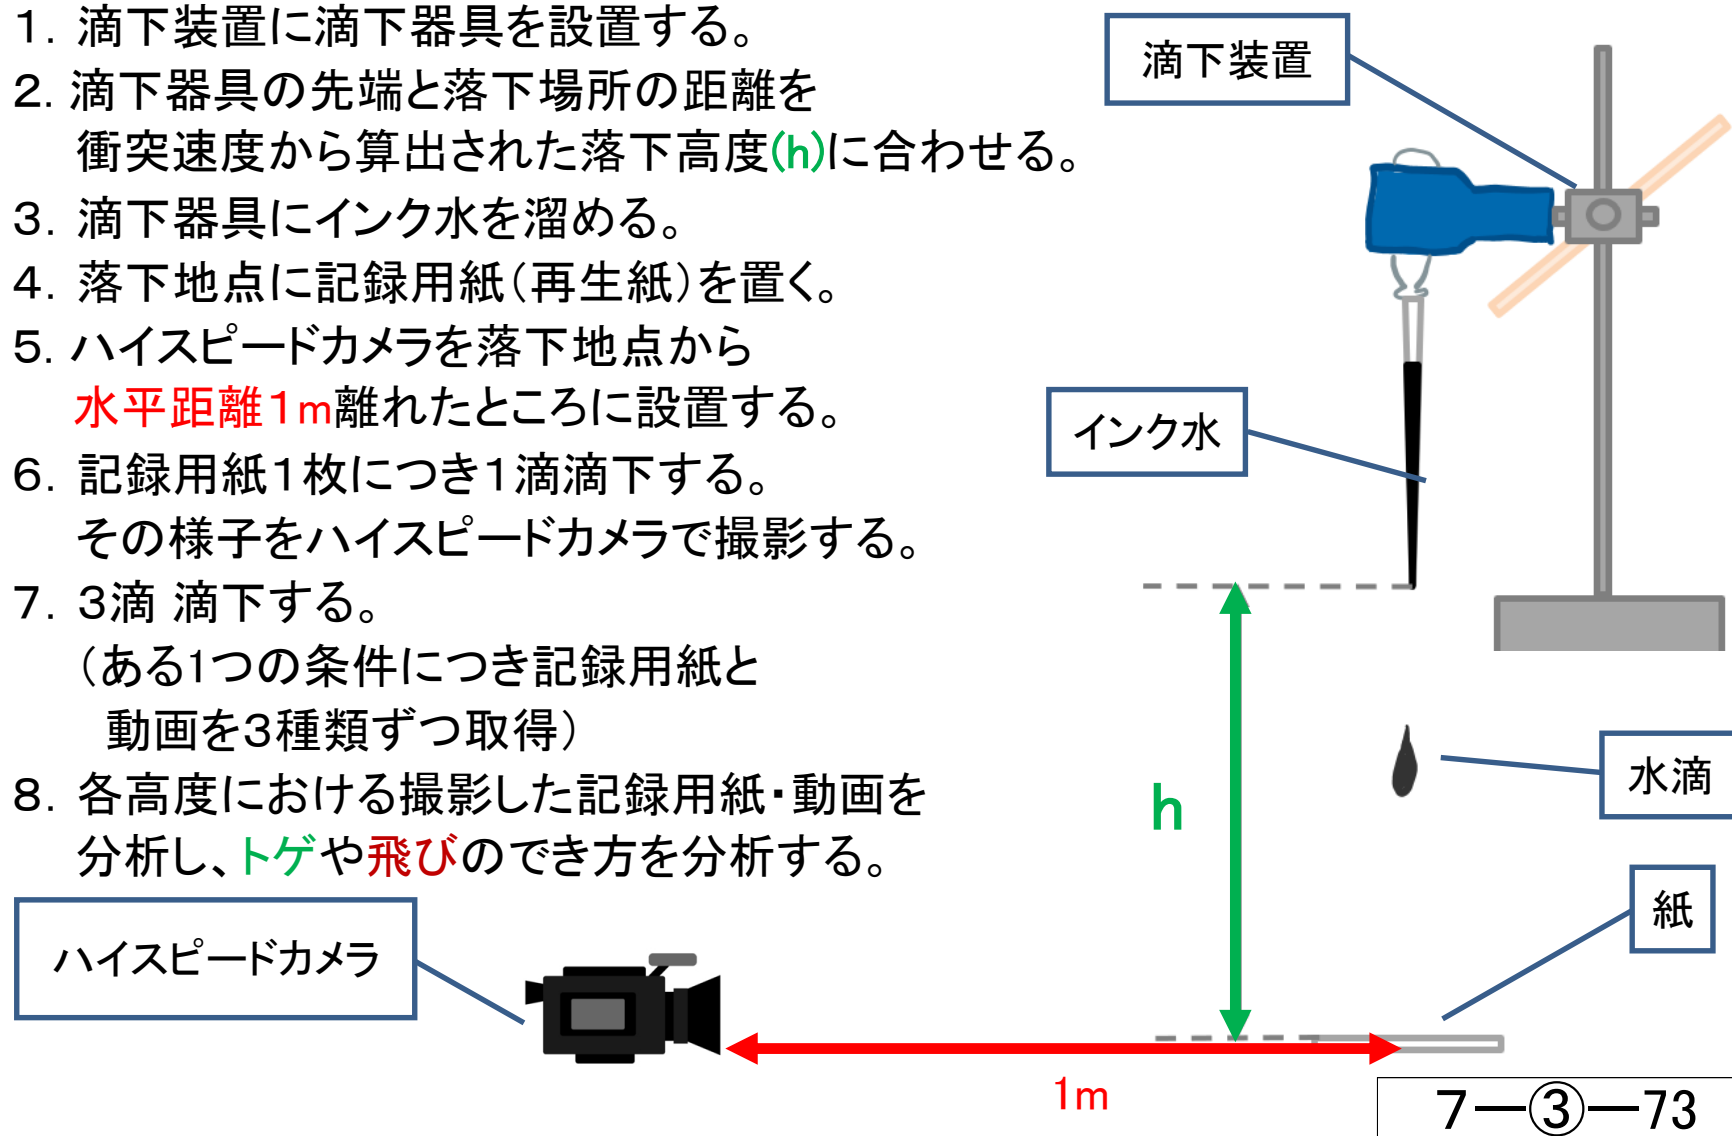 1. 滴下装置に滴下器具を設置する。
2. 滴下器具の先端と落下場所の距離を
衝突速度から算出された落下高度(h)に合わせる。
3. 滴下器具にインク水を溜める。
4. 落下地点に記録用紙(再生紙)を置く。
5. ハイスピードカメラを落下地点から
水平距離1m離れたところに設置する。
6. 記録用紙1枚につき1滴滴下する。
その様子をハイスピードカメラで撮影する。
7. 3滴 滴下する。
(ある1つの条件につき記録用紙と
動画を3種類ずつ取得)
8. 各高度における撮影した記録用紙・動画を
分析し、トゲや飛びのでき方を分析する。
滴下装置
インク水
h
水滴
紙
ハイスピードカメラ
1m
7―③―73